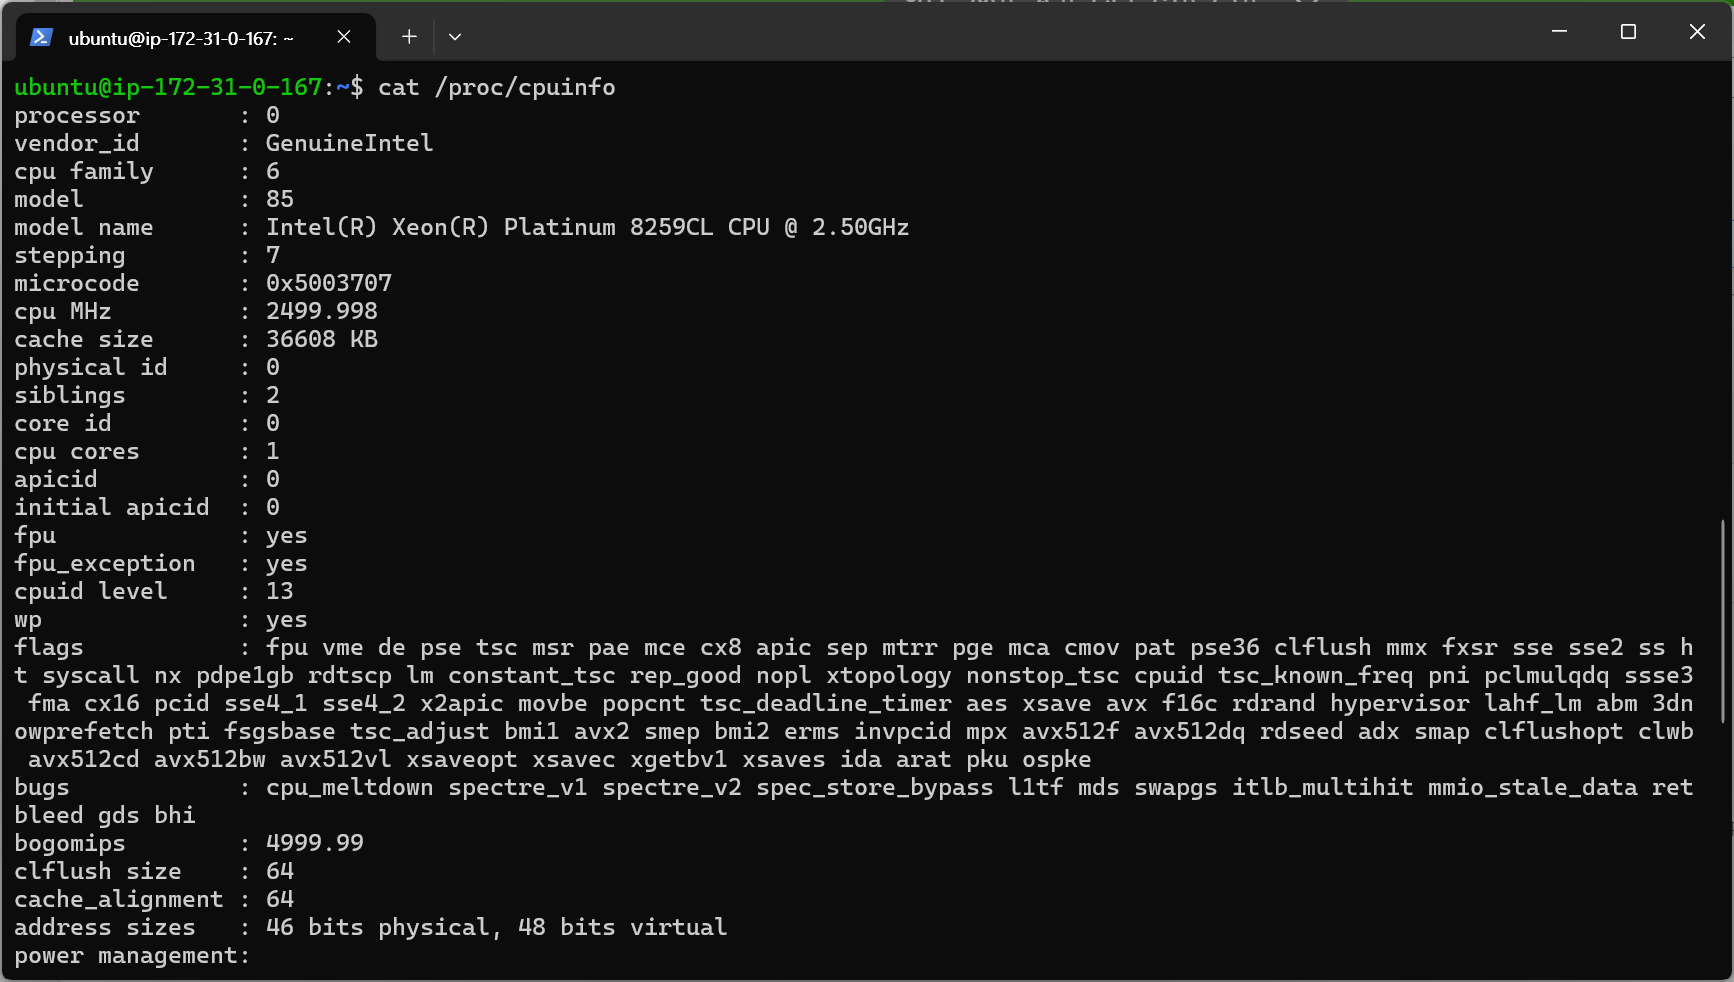 ubuntu@ip-172-31-0-167: ~
ubuntu@ip-172-31-0-167:~$ cat /proc/cpuinfo
processor       : 0
vendor_id       : GenuineIntel
cpu family      : 6
model           : 85
model name      : Intel(R) Xeon(R) Platinum 8259CL CPU @ 2.50GHz
stepping        : 7
microcode       : 0x5003707
cpu MHz         : 2499.998
cache size      : 36608 KB
physical id     : 0
siblings        : 2
core id         : 0
cpu cores       : 1
apicid          : 0
initial apicid  : 0
fpu             : yes
fpu_exception   : yes
cpuid level     : 13
wp              : yes
flags           : fpu vme de pse tsc msr pae mce cx8 apic sep mtrr pge mca cmov pat pse36 clflush mmx fxsr sse sse2 ss h
t syscall nx pdpe1gb rdtscp lm constant_tsc rep_good nopl xtopology nonstop_tsc cpuid tsc_known_freq pni pclmulqdq ssse3
 fma cx16 pcid sse4_1 sse4_2 x2apic movbe popcnt tsc_deadline_timer aes xsave avx f16c rdrand hypervisor lahf_lm abm 3dn
owprefetch pti fsgsbase tsc_adjust bmi1 avx2 smep bmi2 erms invpcid mpx avx512f avx512dq rdseed adx smap clflushopt clwb
 avx512cd avx512bw avx512vl xsaveopt xsavec xgetbv1 xsaves ida arat pku ospke
bugs            : cpu_meltdown spectre_v1 spectre_v2 spec_store_bypass l1tf mds swapgs itlb_multihit mmio_stale_data ret
bleed gds bhi
bogomips        : 4999.99
clflush size    : 64
cache_alignment : 64
address sizes   : 46 bits physical, 48 bits virtual
power management: